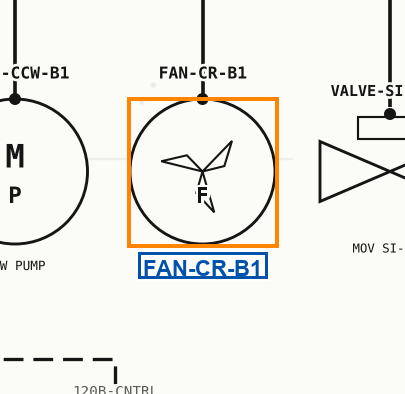 -CCW-B1
FAN-CR-B1
VALVE-SI
M
P
F
W PUMP
FAN-CR-B1
MOV SI-
120B-CNTRL